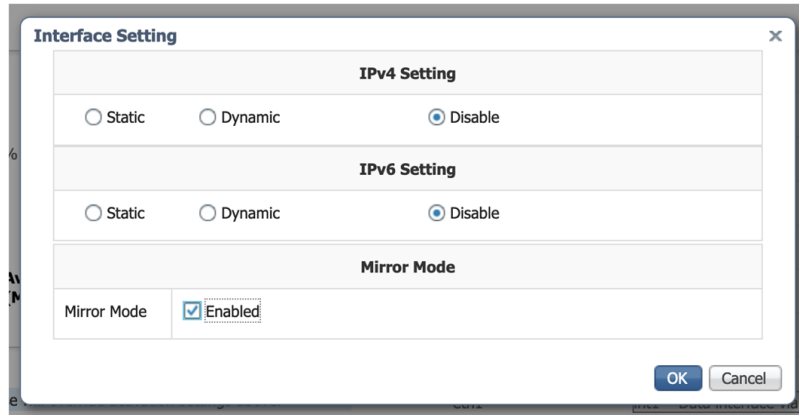 Interface Setting
IPv4 Setting
Static Dynamic Disable
%
IPv6 Setting
Static Dynamic Disable
Mirror Mode
Mirror Mode Enabled
OK Cancel